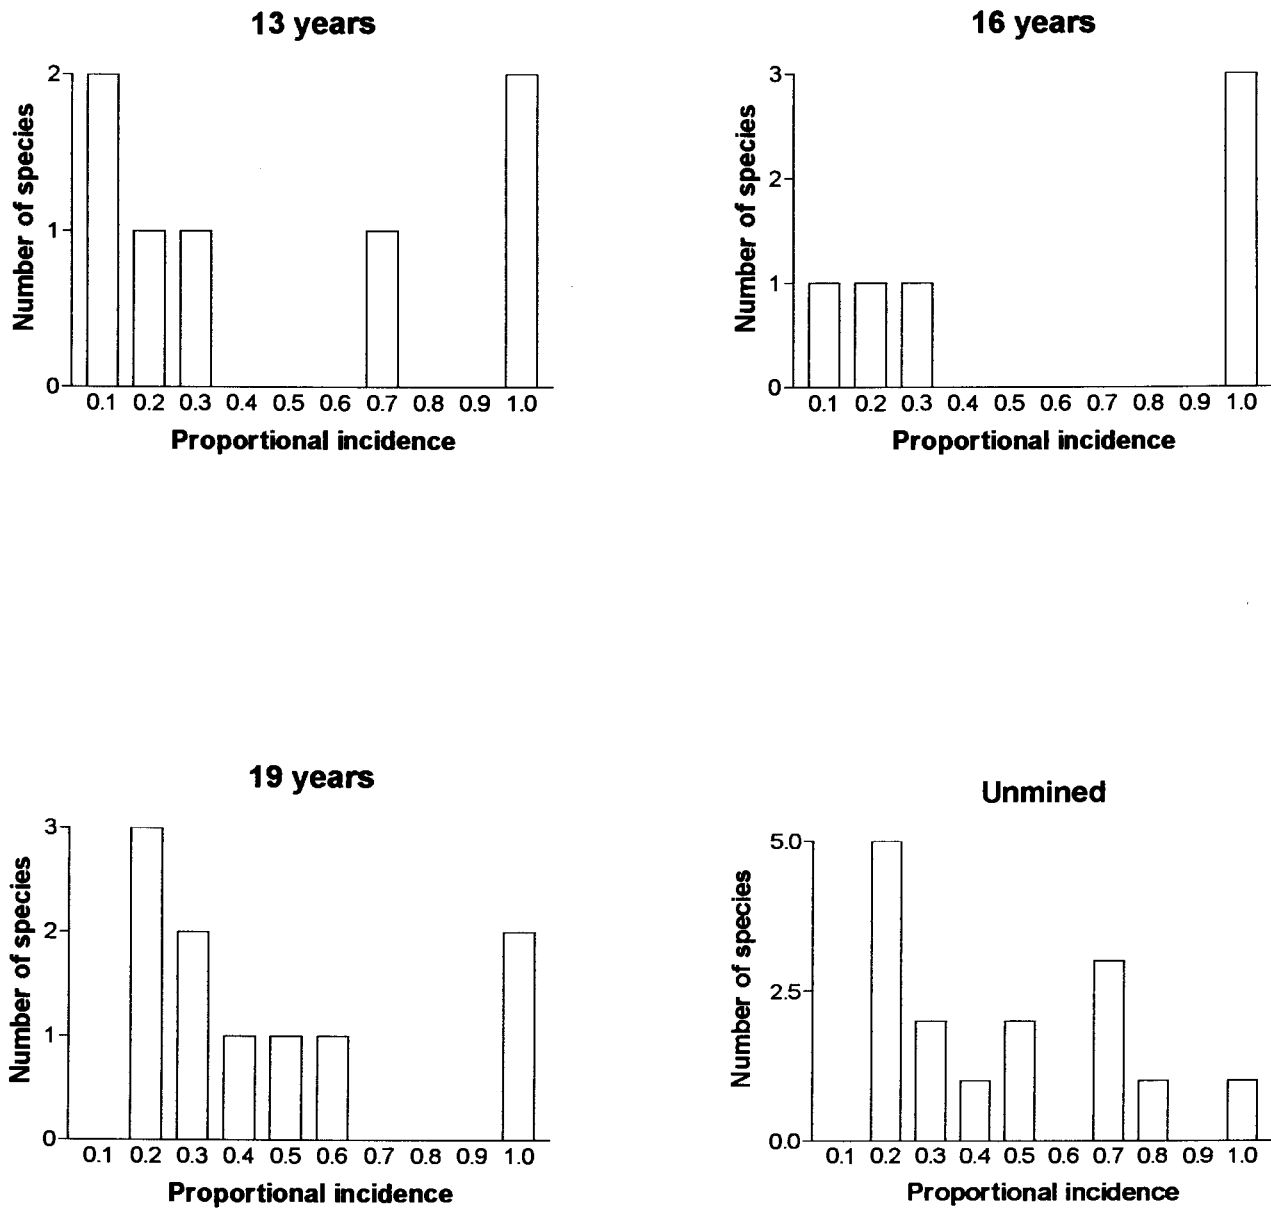 13 years
Number of species
2
1
0
0.1 0.2 0.3 0.4 0.5 0.6 0.7 0.8 0.9 1.0
Proportional incidence
16 years
Number of species
3
2
1
0
0.1 0.2 0.3 0.4 0.5 0.6 0.7 0.8 0.9 1.0
Proportional incidence
19 years
Number of species
3
2
1
0
0.1 0.2 0.3 0.4 0.5 0.6 0.7 0.8 0.9 1.0
Proportional incidence
Unmined
Number of species
5.0
2.5
0.0
0.1 0.2 0.3 0.4 0.5 0.6 0.7 0.8 0.9 1.0
Proportional incidence